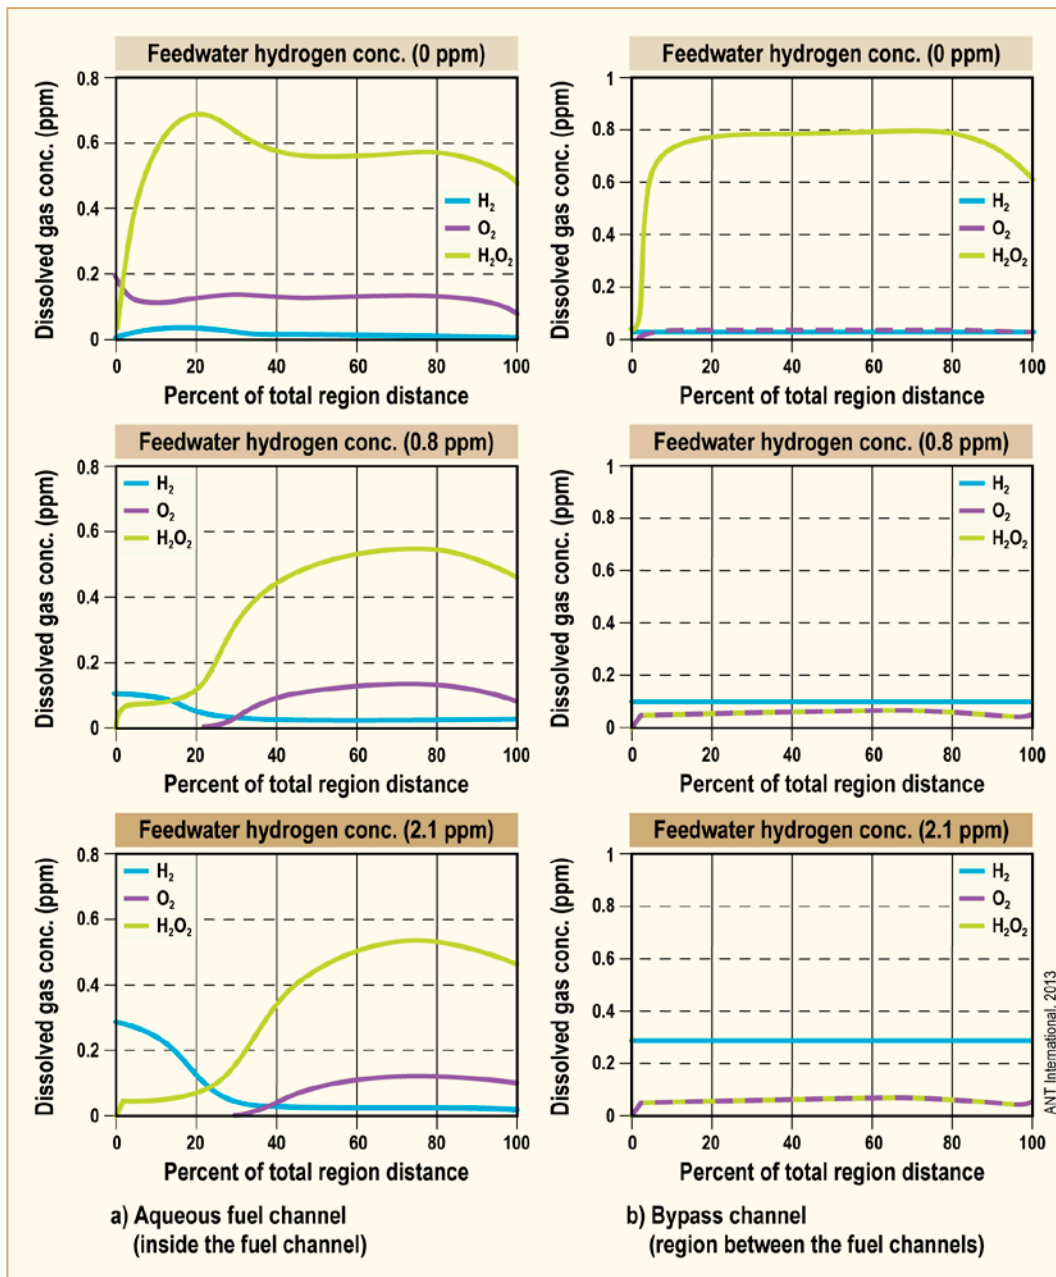 Feedwater hydrogen conc. (0 ppm)
Dissolved gas conc. (ppm)
0.8
0.6
0.4
0.2
0
H₂
O₂
H₂O₂
0 20 40 60 80 100
Percent of total region distance
Feedwater hydrogen conc. (0 ppm)
Dissolved gas conc. (ppm)
1
0.8
0.6
0.4
0.2
0
H₂
O₂
H₂O₂
0 20 40 60 80 100
Percent of total region distance
Feedwater hydrogen conc. (0.8 ppm)
Dissolved gas conc. (ppm)
0.8
0.6
0.4
0.2
0
H₂
O₂
H₂O₂
0 20 40 60 80 100
Percent of total region distance
Feedwater hydrogen conc. (0.8 ppm)
Dissolved gas conc. (ppm)
1
0.8
0.6
0.4
0.2
0
H₂
O₂
H₂O₂
0 20 40 60 80 100
Percent of total region distance
Feedwater hydrogen conc. (2.1 ppm)
Dissolved gas conc. (ppm)
0.8
0.6
0.4
0.2
0
H₂
O₂
H₂O₂
0 20 40 60 80 100
Percent of total region distance
Feedwater hydrogen conc. (2.1 ppm)
Dissolved gas conc. (ppm)
1
0.8
0.6
0.4
0.2
0
H₂
O₂
H₂O₂
0 20 40 60 80 100
Percent of total region distance
ANT International, 2013
a) Aqueous fuel channel
(inside the fuel channel)
b) Bypass channel
(region between the fuel channels)